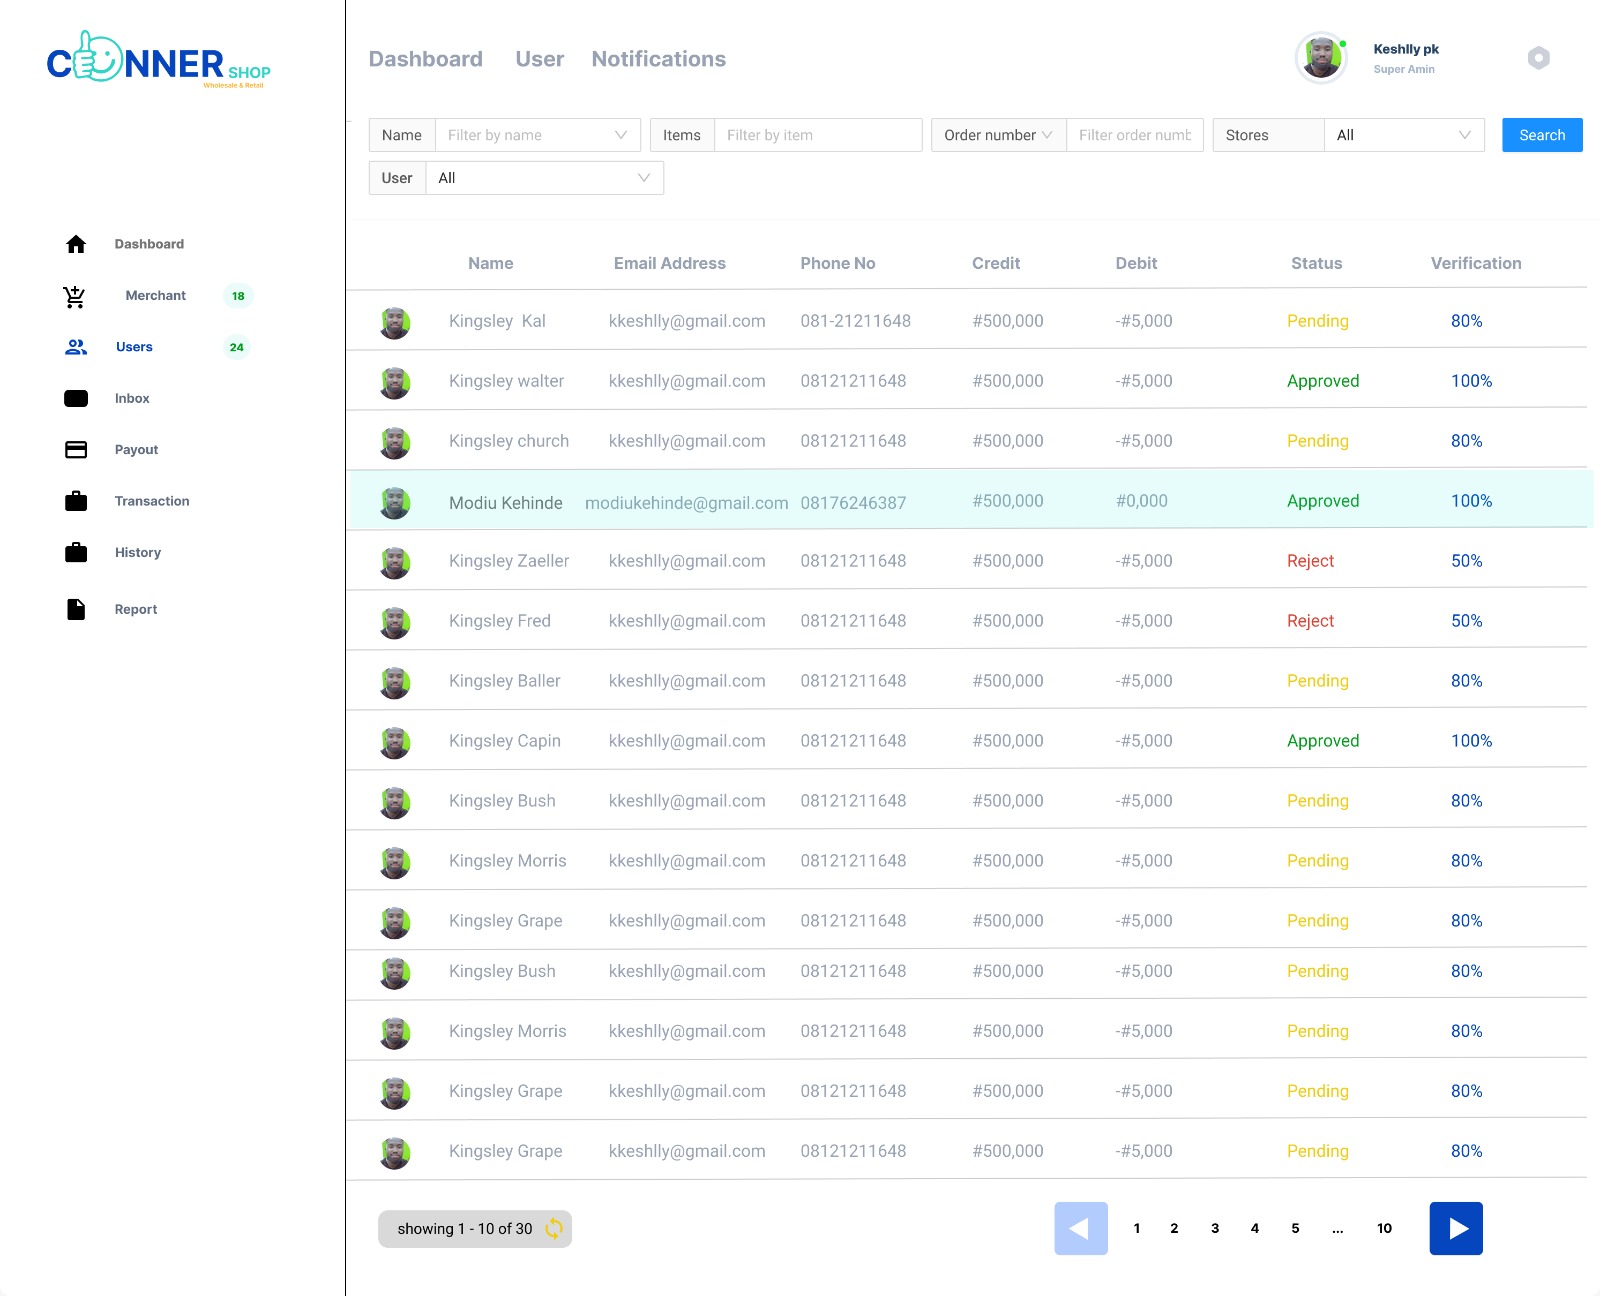 CONNER SHOP
Wholesale & Retail
Dashboard User Notifications
Keshlly pk
Super Amin
Name Filter by name Items Filter by item Order number Filter order numb Stores All Search
User All
Dashboard
Merchant 18
Users 24
Inbox
Payout
Transaction
History
Report
Name Email Address Phone No Credit Debit Status Verification
Kingsley Kal kkeshlly@gmail.com 081-21211648 #500,000 -#5,000 Pending 80%
Kingsley walter kkeshlly@gmail.com 08121211648 #500,000 -#5,000 Approved 100%
Kingsley church kkeshlly@gmail.com 08121211648 #500,000 -#5,000 Pending 80%
Modiu Kehinde modiukehinde@gmail.com 08176246387 #500,000 #0,000 Approved 100%
Kingsley Zaeller kkeshlly@gmail.com 08121211648 #500,000 -#5,000 Reject 50%
Kingsley Fred kkeshlly@gmail.com 08121211648 #500,000 -#5,000 Reject 50%
Kingsley Baller kkeshlly@gmail.com 08121211648 #500,000 -#5,000 Pending 80%
Kingsley Capin kkeshlly@gmail.com 08121211648 #500,000 -#5,000 Approved 100%
Kingsley Bush kkeshlly@gmail.com 08121211648 #500,000 -#5,000 Pending 80%
Kingsley Morris kkeshlly@gmail.com 08121211648 #500,000 -#5,000 Pending 80%
Kingsley Grape kkeshlly@gmail.com 08121211648 #500,000 -#5,000 Pending 80%
Kingsley Bush kkeshlly@gmail.com 08121211648 #500,000 -#5,000 Pending 80%
Kingsley Morris kkeshlly@gmail.com 08121211648 #500,000 -#5,000 Pending 80%
Kingsley Grape kkeshlly@gmail.com 08121211648 #500,000 -#5,000 Pending 80%
Kingsley Grape kkeshlly@gmail.com 08121211648 #500,000 -#5,000 Pending 80%
showing 1 - 10 of 30 1 2 3 4 5 ... 10